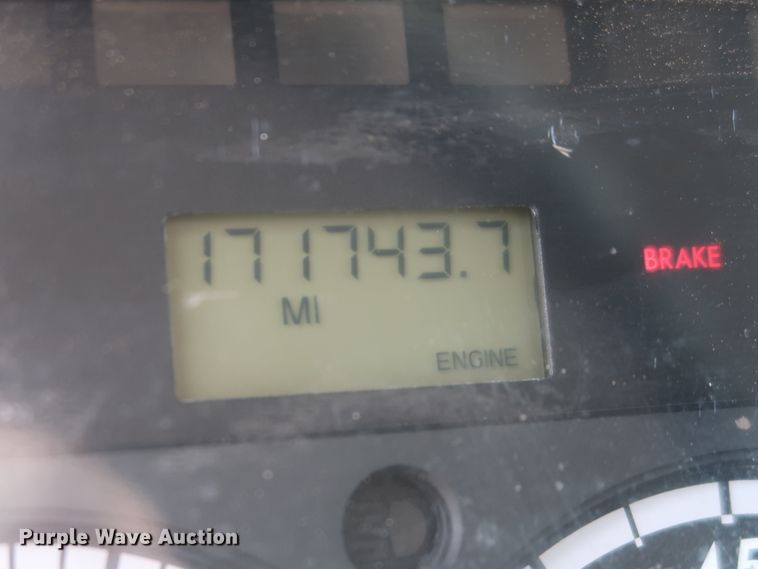 171743.7
BRAKE
MI
ENGINE
Purple Wave Auction